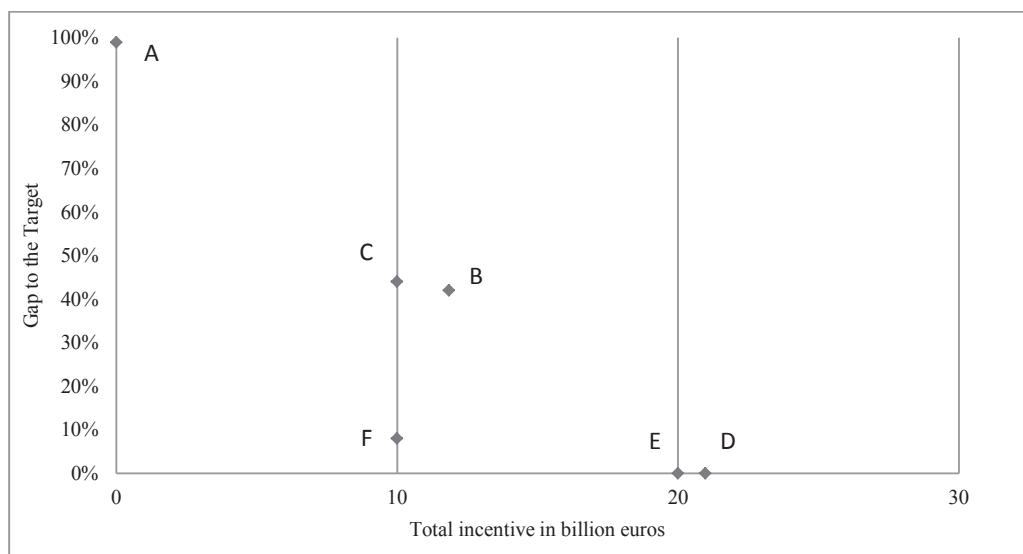 100%
A
90%
80%
70%
60%
50%
C
B
40%
30%
20%
10%
F
E
D
0%
0
10
20
30
Gap to the Target
Total incentive in billion euros